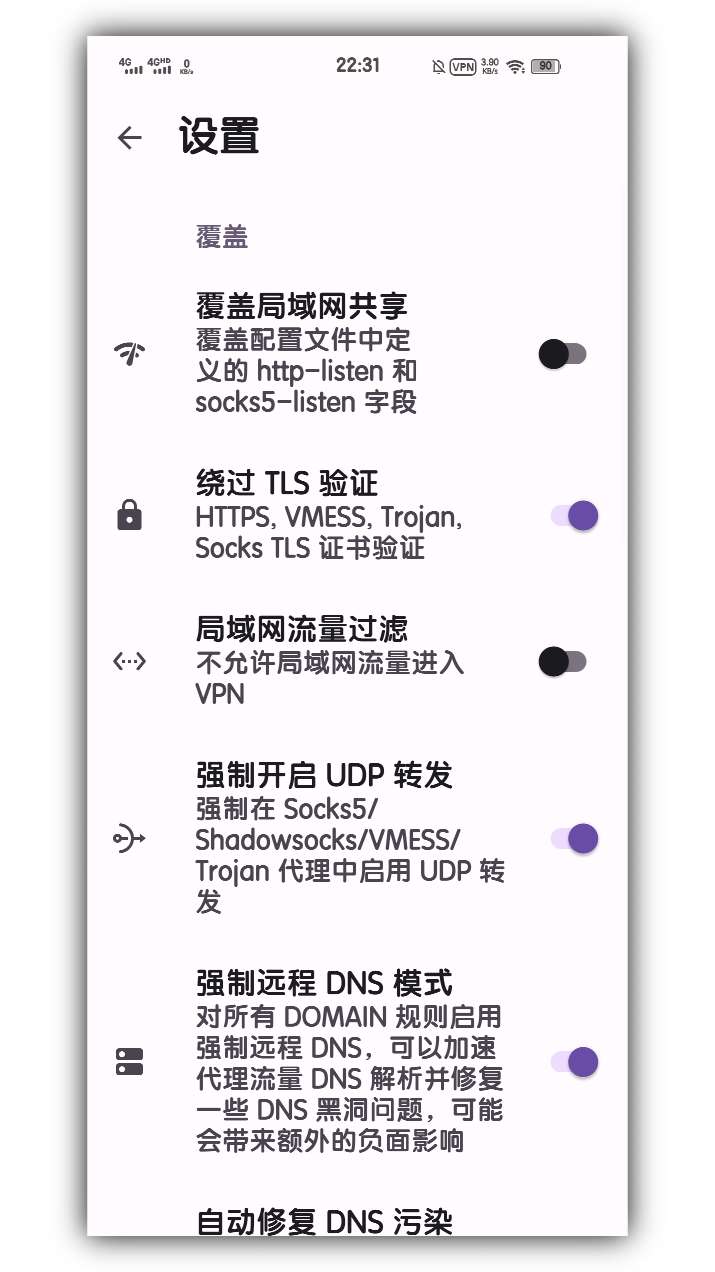 4G 4GHD 0 KB/s 22:31 VPN 3.90 KB/s 90
设置
覆盖
覆盖局域网共享
覆盖配置文件中定
义的 http-listen 和
socks5-listen 字段
绕过 TLS 验证
HTTPS, VMESS, Trojan,
Socks TLS 证书验证
局域网流量过滤
不允许局域网流量进入
VPN
强制开启 UDP 转发
强制在 Socks5/
Shadowsocks/VMESS/
Trojan 代理中启用 UDP 转
发
强制远程 DNS 模式
对所有 DOMAIN 规则启用
强制远程 DNS，可以加速
代理流量 DNS 解析并修复
一些 DNS 黑洞问题，可能
会带来额外的负面影响
自动修复 DNS 污染